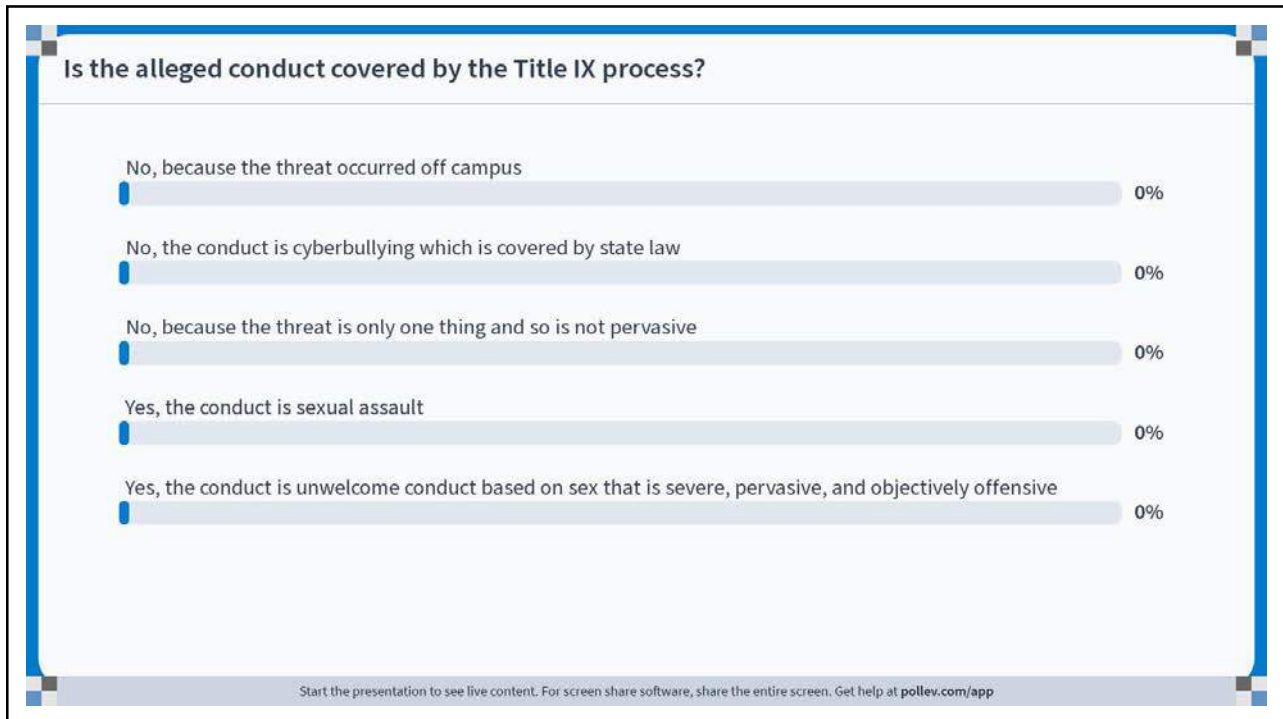 Is the alleged conduct covered by the Title IX process?
No, because the threat occurred off campus
0%
No, the conduct is cyberbullying which is covered by state law
0%
No, because the threat is only one thing and so is not pervasive
0%
Yes, the conduct is sexual assault
0%
Yes, the conduct is unwelcome conduct based on sex that is severe, pervasive, and objectively offensive
0%
Start the presentation to see live content. For screen share software, share the entire screen. Get help at pollev.com/app